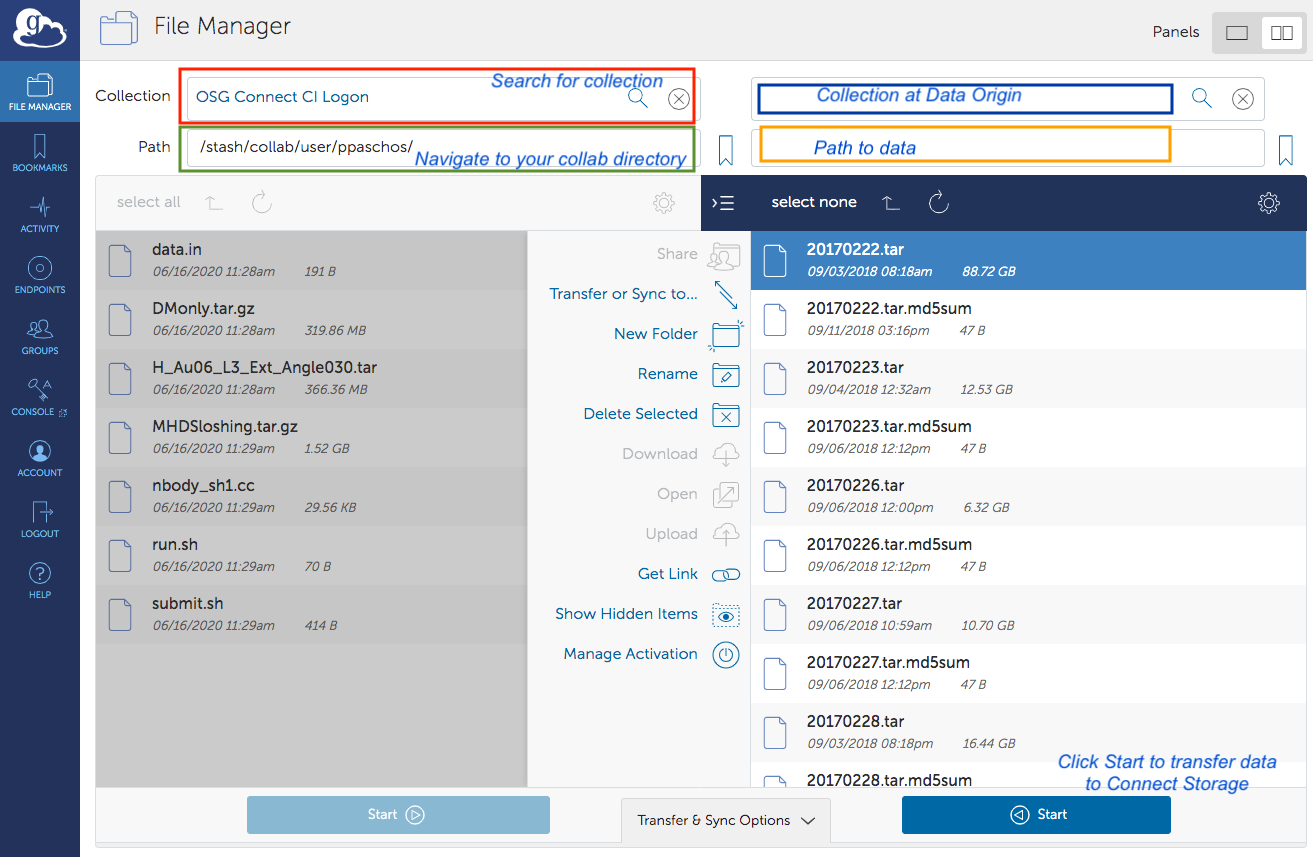 g
File Manager
Panels
FILE MANAGER
BOOKMARKS
ACTIVITY
ENDPOINTS
GROUPS
CONSOLE
ACCOUNT
LOGOUT
?
HELP
Collection
OSG Connect CI Logon
Search for collection
Collection at Data Origin
Path
/stash/collab/user/ppaschos/
Navigate to your collab directory
Path to data
select all
select none
data.in
06/16/2020 11:28am 191 B
DMonly.tar.gz
06/16/2020 11:28am 319.86 MB
H_Au06_L3_Ext_Angle030.tar
06/16/2020 11:28am 366.36 MB
MHDSloshing.tar.gz
06/16/2020 11:29am 1.52 GB
nbody_sh1.cc
06/16/2020 11:29am 29.56 KB
run.sh
06/16/2020 11:29am 70 B
submit.sh
06/16/2020 11:29am 414 B
Share
Transfer or Sync to...
New Folder
Rename
Delete Selected
Download
Open
Upload
Get Link
Show Hidden Items
Manage Activation
20170222.tar
09/03/2018 08:18am 88.72 GB
20170222.tar.md5sum
09/11/2018 03:16pm 47 B
20170223.tar
09/04/2018 12:32am 12.53 GB
20170223.tar.md5sum
09/06/2018 12:12pm 47 B
20170226.tar
09/06/2018 12:00pm 6.32 GB
20170226.tar.md5sum
09/06/2018 12:12pm 47 B
20170227.tar
09/06/2018 10:59am 10.70 GB
20170227.tar.md5sum
09/06/2018 12:12pm 47 B
20170228.tar
09/03/2018 08:18pm 16.44 GB
20170228.tar.md5sum
Click Start to transfer data
to Connect Storage
Start
Transfer & Sync Options
Start